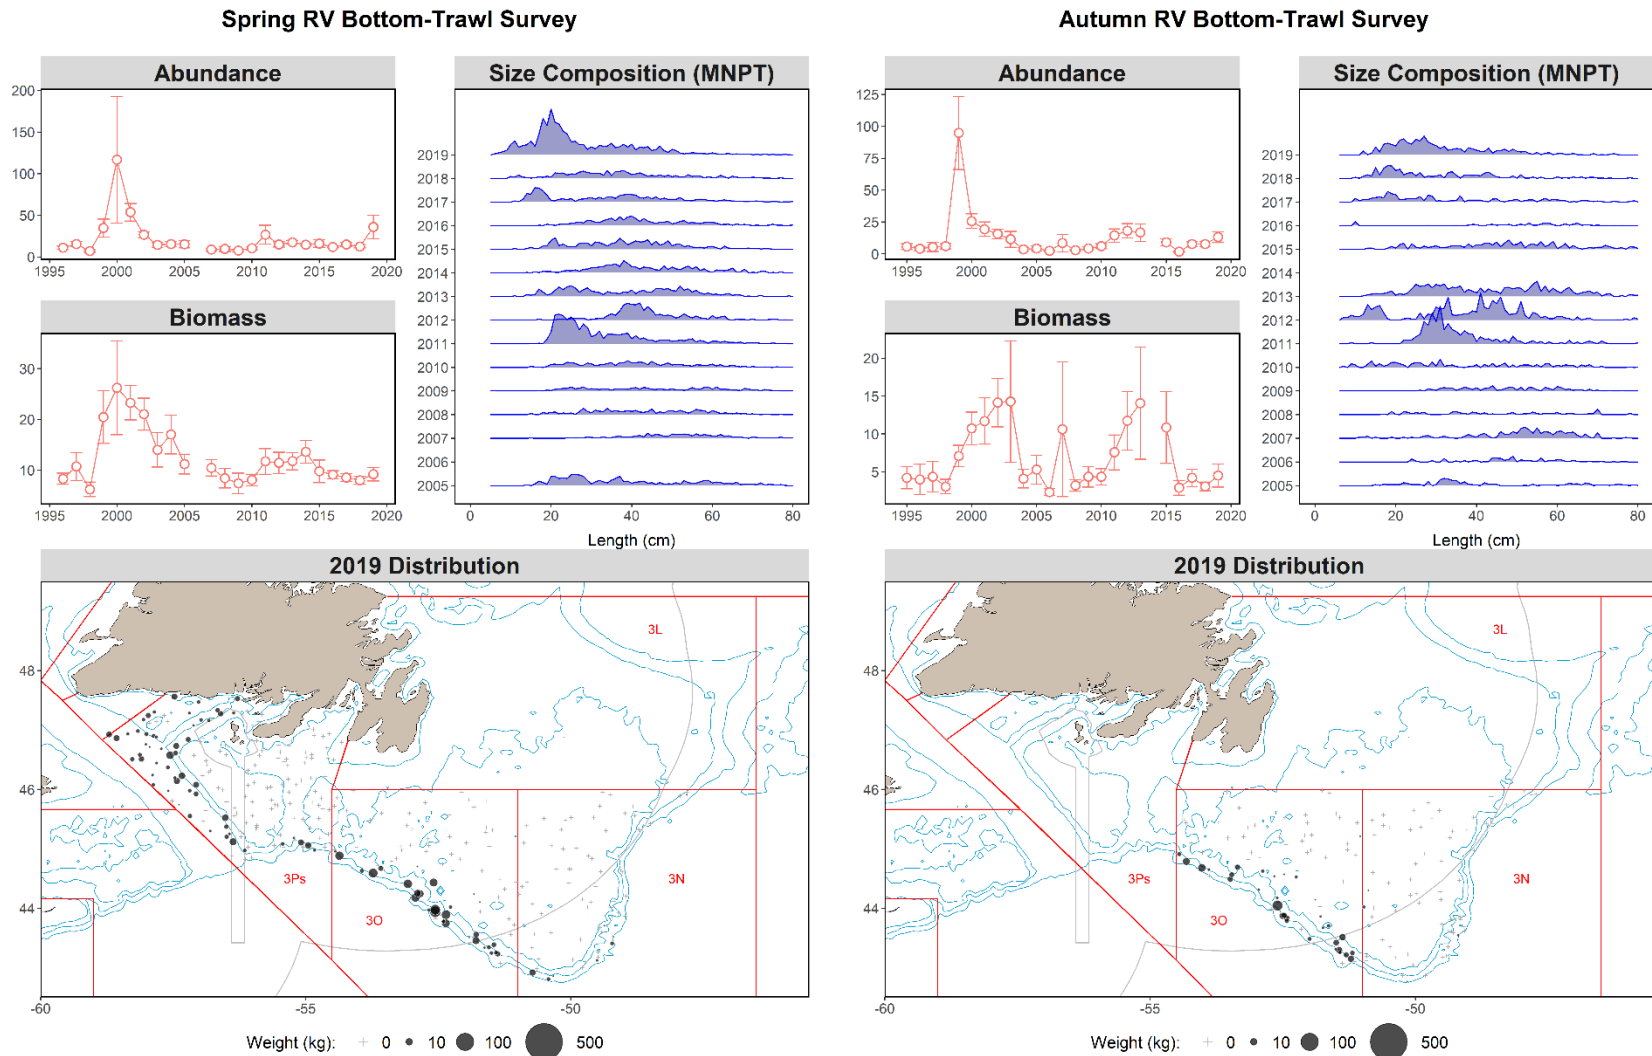 Spring RV Bottom-Trawl Survey
Autumn RV Bottom-Trawl Survey
Abundance
200
150
100
50
0
1995 2000 2005 2010 2015 2020
Biomass
30
20
10
1995 2000 2005 2010 2015 2020
Size Composition (MNPT)
2019
2018
2017
2016
2015
2014
2013
2012
2011
2010
2009
2008
2007
2006
2005
0 20 40 60 80
Length (cm)
2019 Distribution
48
46
44
-60 -55 -50
3L
3Ps
3O
3N
Weight (kg): 0 10 100 500
Abundance
125
100
75
50
25
0
1995 2000 2005 2010 2015 2020
Biomass
20
15
10
5
1995 2000 2005 2010 2015 2020
Size Composition (MNPT)
2019
2018
2017
2016
2015
2014
2013
2012
2011
2010
2009
2008
2007
2006
2005
0 20 40 60 80
Length (cm)
2019 Distribution
48
46
44
-60 -55 -50
3L
3Ps
3O
3N
Weight (kg): 0 10 100 500